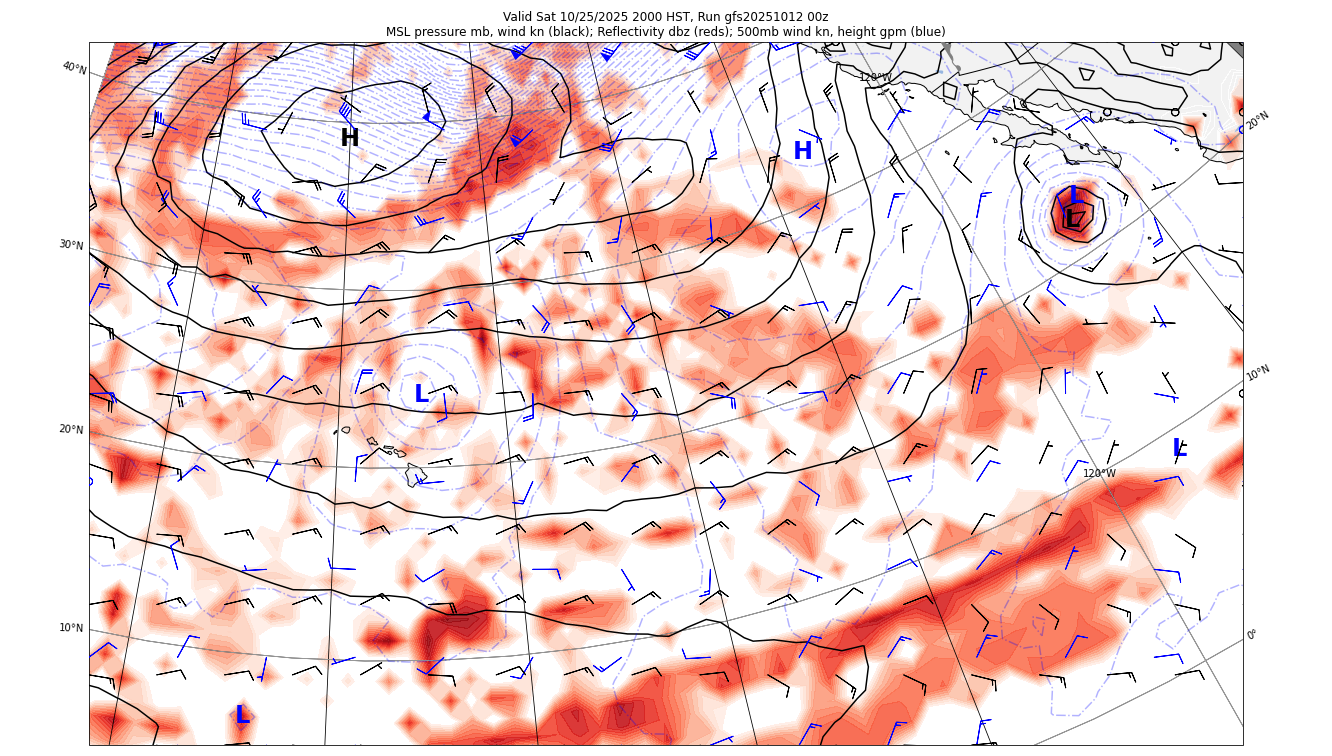 Valid Sat 10/25/2025 2000 HST, Run gfs20251012 00z
MSL pressure mb, wind kn (black); Reflectivity dbz (reds); 500mb wind kn, height gpm (blue)
40°N
120°W
20°N
H
H
L
L
30°N
10°N
L
20°N
L
120°W
10°N
0°
L